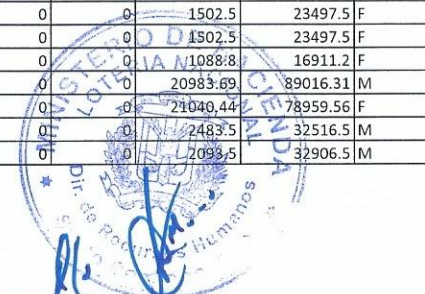 0 0 1502.5 23497.5 F
0 0 1502.5 23497.5 F
0 0 1088.8 16911.2 F
0 0 20983.69 89016.31 M
0 0 21040.44 78959.56 F
0 0 2483.5 32516.5 M
0 0 2093.5 32906.5 M
MINISTERIO DE HACIENDA
LOTERIA NACIONAL
Dir. de Recursos Humanos